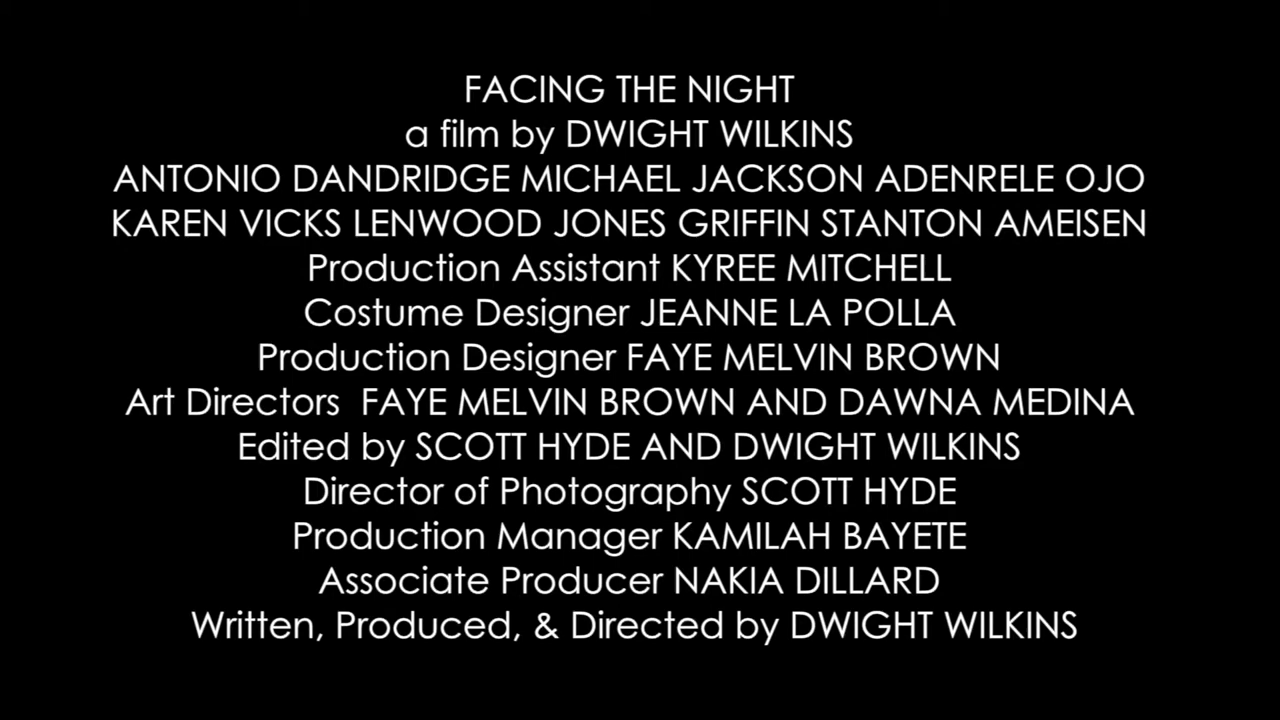 FACING THE NIGHT
a film by DWIGHT WILKINS
ANTONIO DANDRIDGE MICHAEL JACKSON ADENRELE OJO
KAREN VICKS LENWOOD JONES GRIFFIN STANTON AMEISEN
Production Assistant KYREE MITCHELL
Costume Designer JEANNE LA POLLA
Production Designer FAYE MELVIN BROWN
Art Directors  FAYE MELVIN BROWN AND DAWNA MEDINA
Edited by SCOTT HYDE AND DWIGHT WILKINS
Director of Photography SCOTT HYDE
Production Manager KAMILAH BAYETE
Associate Producer NAKIA DILLARD
Written, Produced, & Directed by DWIGHT WILKINS